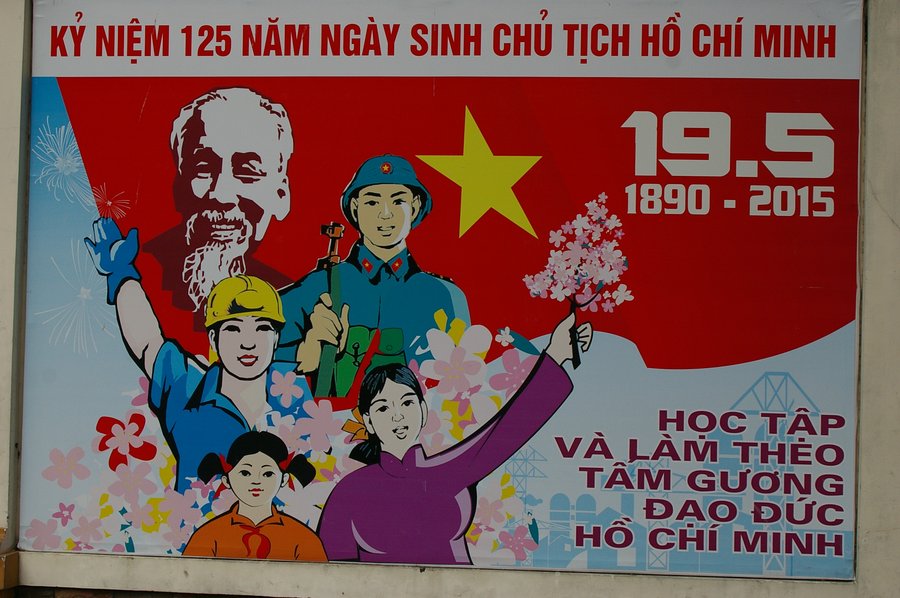 KỶ NIỆM 125 NĂM NGÀY SINH CHỦ TỊCH HỒ CHÍ MINH
19.5
1890 - 2015
HỌC TẬP
VÀ LÀM THEO
TẤM GƯƠNG
ĐẠO ĐỨC
HỒ CHÍ MINH